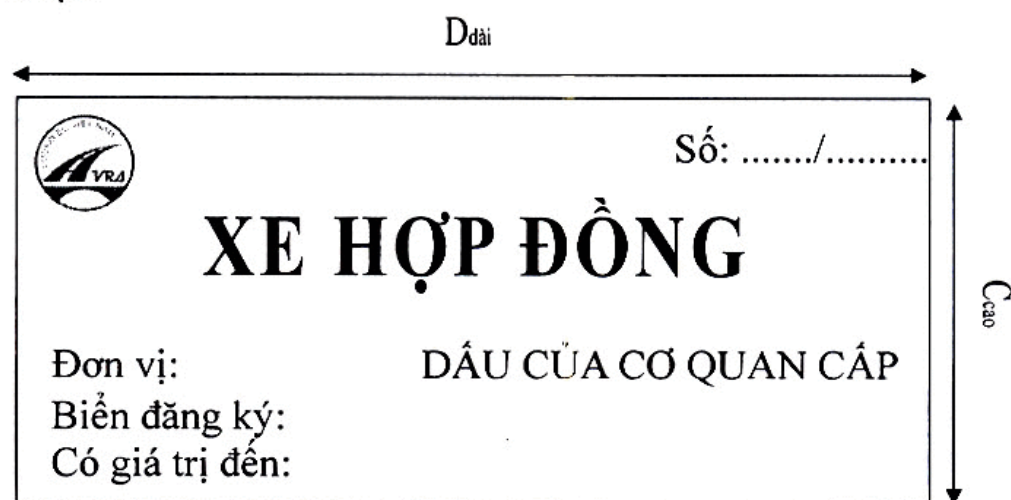 Ddài
Số: ......./..........
VRA
XE HỢP ĐỒNG
Ccao
Đơn vị:
DẤU CỦA CƠ QUAN CẤP
Biển đăng ký:
Có giá trị đến: